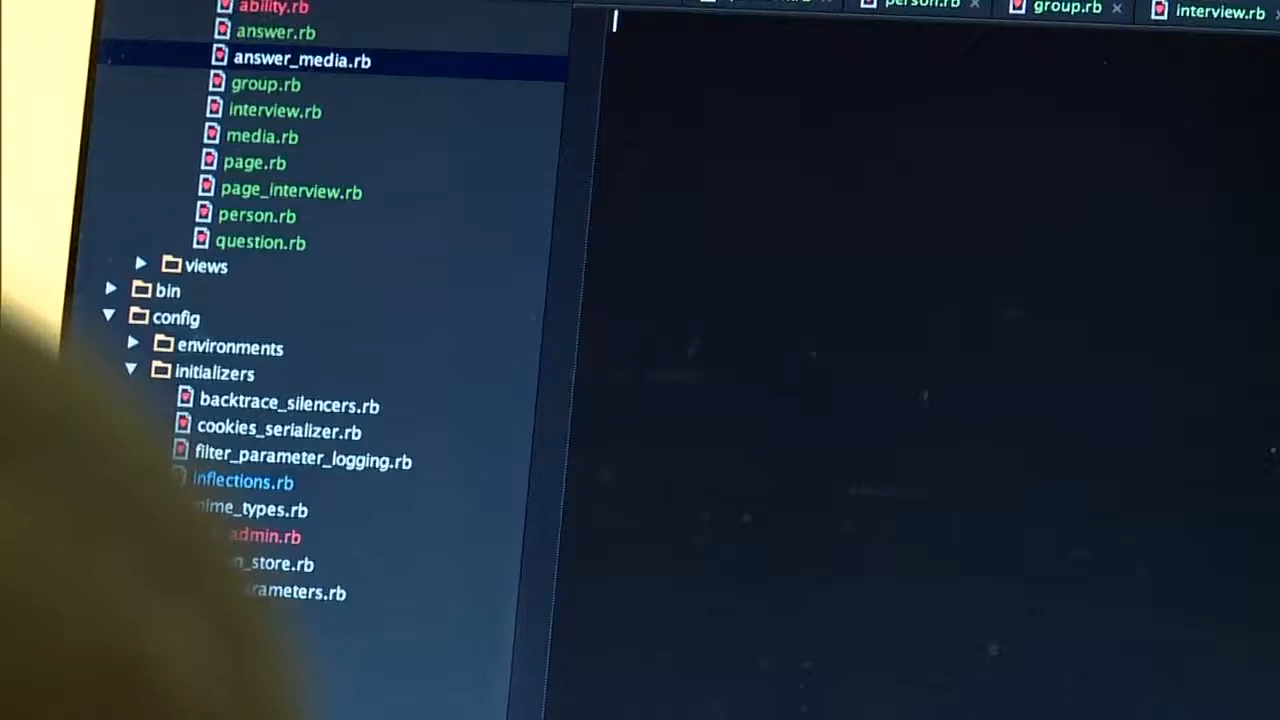 ability.rb
answer.rb
answer_media.rb
group.rb
interview.rb
media.rb
page.rb
page_interview.rb
person.rb
question.rb
views
bin
config
environments
initializers
backtrace_silencers.rb
cookies_serializer.rb
filter_parameter_logging.rb
inflections.rb
mime_types.rb
admin.rb
n_store.rb
rameters.rb
person.rb
group.rb
interview.rb